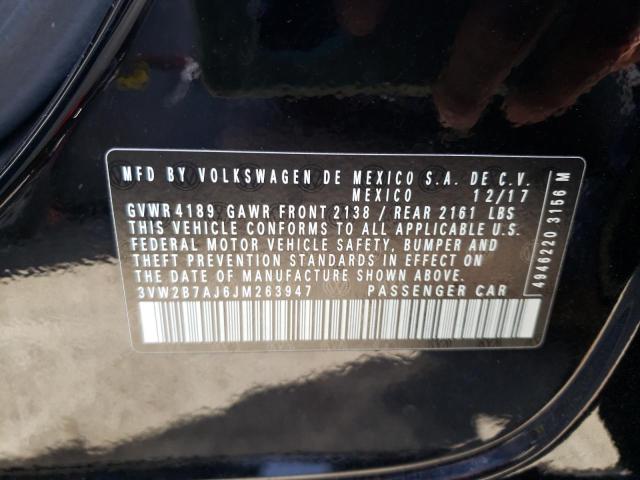 MFD BY VOLKSWAGEN DE MEXICO S.A. DE C.V.
MEXICO 12/17
GVWR 4189 GAWR FRONT 2138 / REAR 2161 LBS
THIS VEHICLE CONFORMS TO ALL APPLICABLE U.S.
FEDERAL MOTOR VEHICLE SAFETY, BUMPER AND
THEFT PREVENTION STANDARDS IN EFFECT ON
THE DATE OF MANUFACTURE SHOWN ABOVE.
3VW2B7AJ6JM263947 PASSENGER CAR
4946220 3156 M